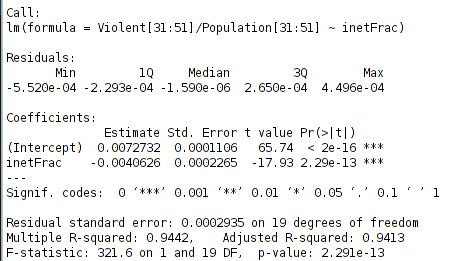 Call:
lm(formula = Violent[31:51]/Population[31:51] ~ inetFrac)
Residuals:
Min 1Q Median 3Q Max
-5.520e-04 -2.293e-04 -1.590e-06 2.650e-04 4.496e-04
Coefficients:
Estimate Std. Error t value Pr(>|t|)
(Intercept) 0.0072732 0.0001106 65.74 < 2e-16 ***
inetFrac -0.0040626 0.0002265 -17.93 2.29e-13 ***
---
Signif. codes: 0 ‘***’ 0.001 ‘**’ 0.01 ‘*’ 0.05 ‘.’ 0.1 ‘ ’ 1
Residual standard error: 0.0002935 on 19 degrees of freedom
Multiple R-squared: 0.9442, Adjusted R-squared: 0.9413
F-statistic: 321.6 on 1 and 19 DF, p-value: 2.291e-13